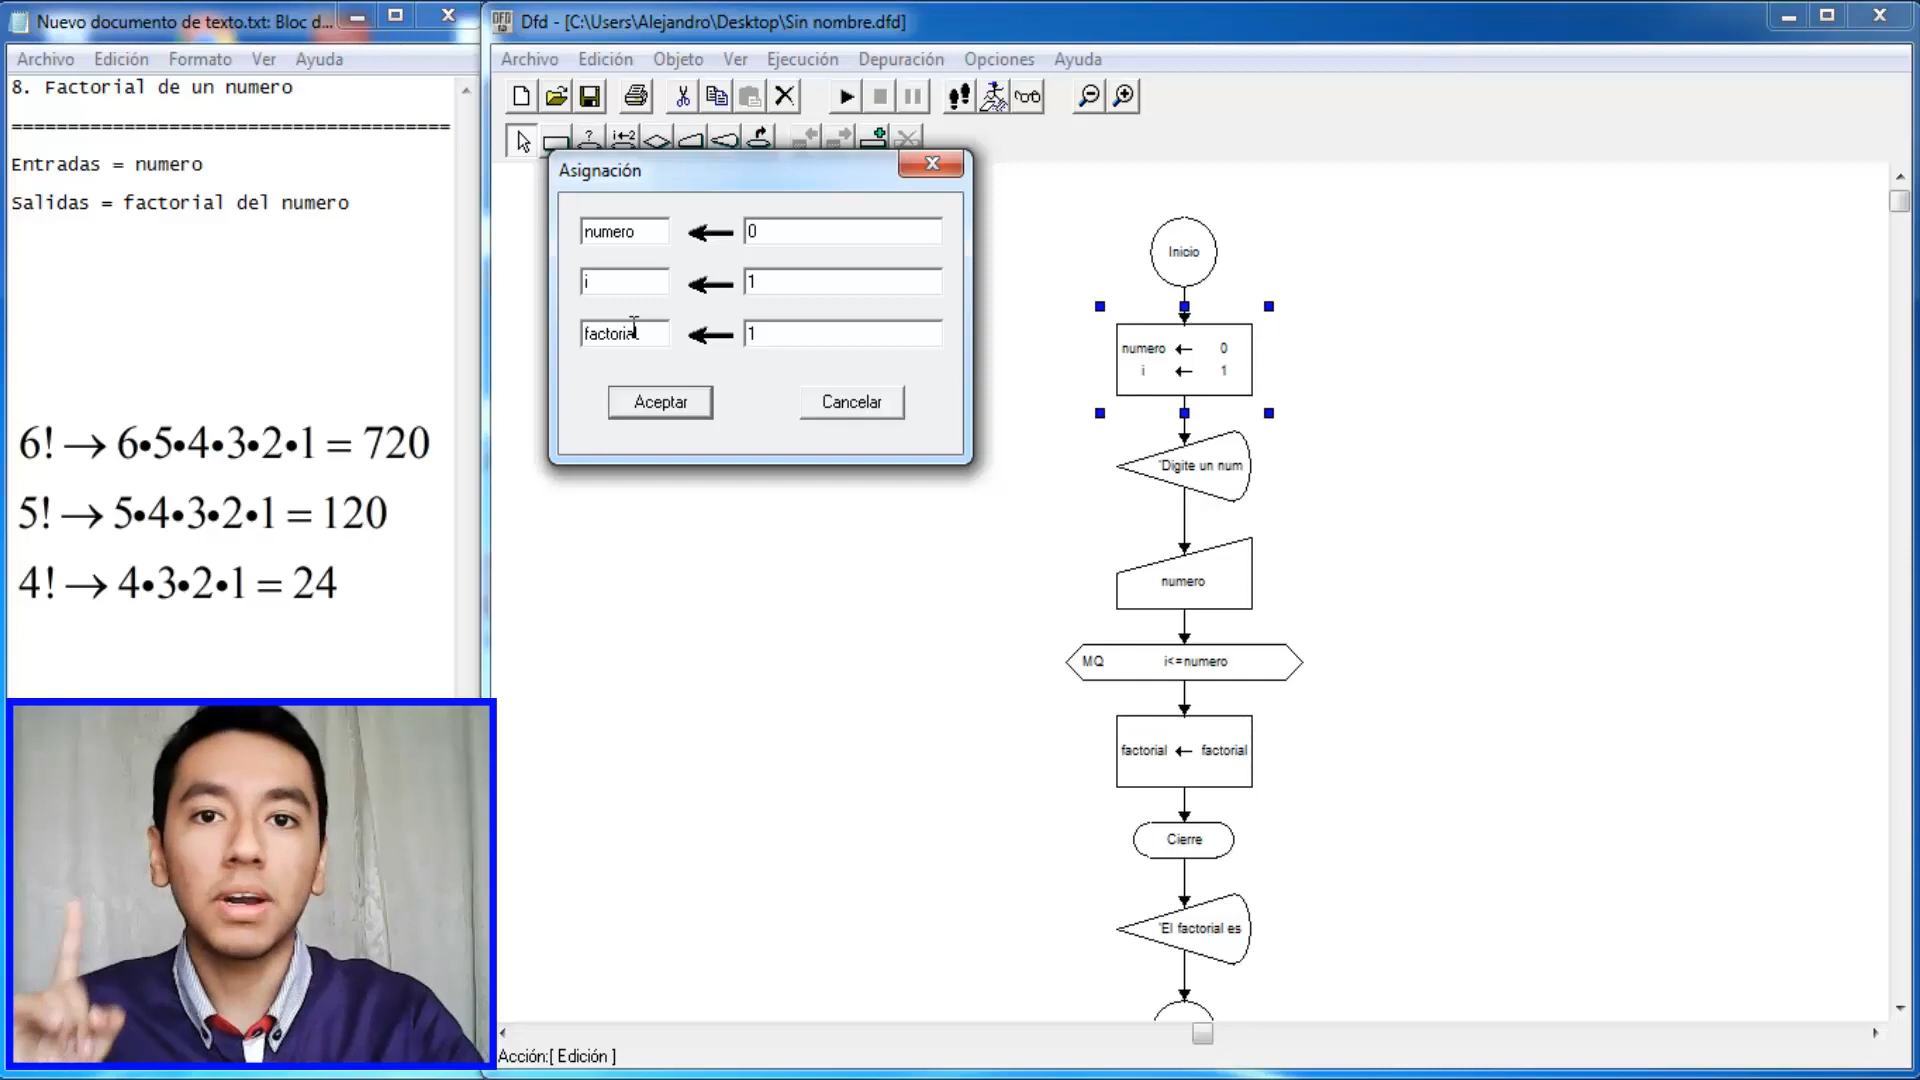 Nuevo documento de texto.txt: Bloc d...
Archivo Edición Formato Ver Ayuda
8. Factorial de un numero
=======================================
Entradas = numero
Salidas = factorial del numero
6! → 6•5•4•3•2•1 = 720
5! → 5•4•3•2•1 = 120
4! → 4•3•2•1 = 24
Dfd - [C:\Users\Alejandro\Desktop\Sin nombre.dfd]
Archivo Edición Objeto Ver Ejecución Depuración Opciones Ayuda
Asignación
numero ← 0
i ← 1
factorial ← 1
Aceptar Cancelar
Inicio
numero ← 0
i ← 1
'Digite un num
numero
MQ i<=numero
factorial ← factorial
Cierre
'El factorial es
Acción:[ Edición ]